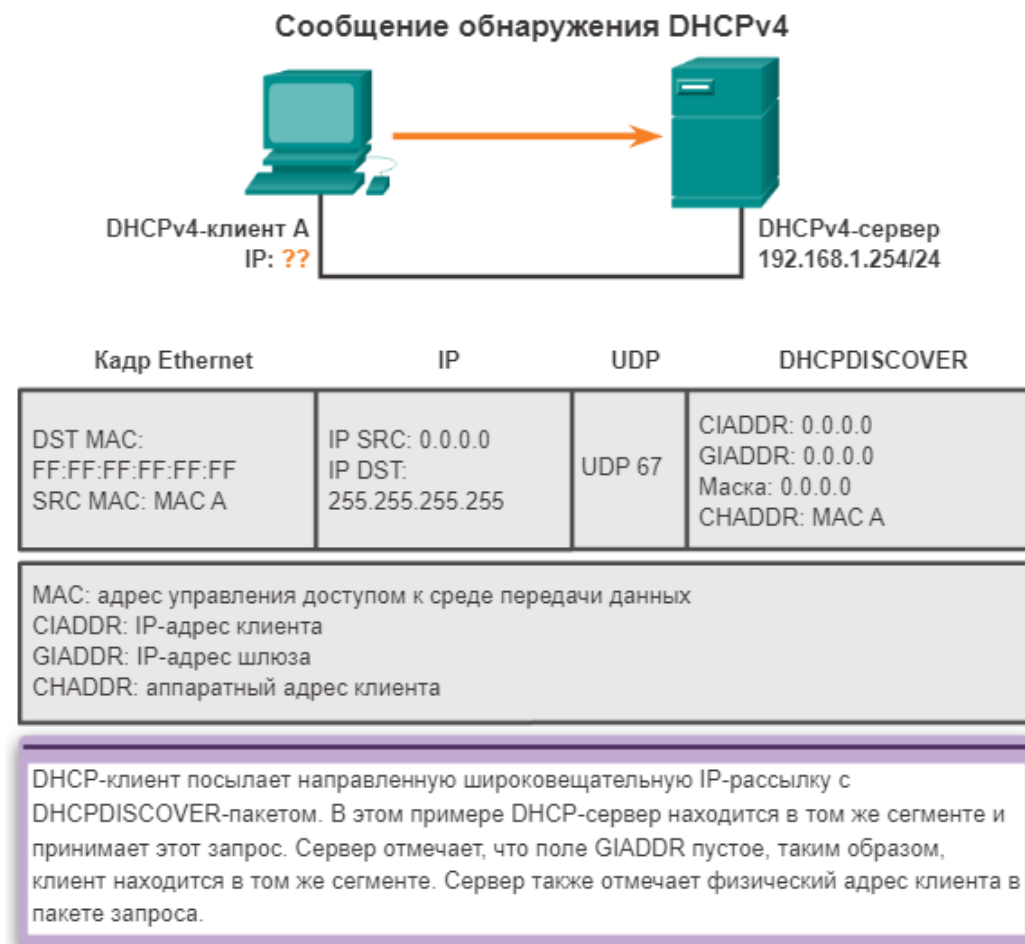 Сообщение обнаружения DHCPv4
DHCPv4-клиент A
IP: ??
DHCPv4-сервер
192.168.1.254/24
Кадр Ethernet
IP
UDP
DHCPDISCOVER
DST MAC:
FF:FF:FF:FF:FF:FF
SRC MAC: MAC A
IP SRC: 0.0.0.0
IP DST:
255.255.255.255
UDP 67
CIADDR: 0.0.0.0
GIADDR: 0.0.0.0
Маска: 0.0.0.0
CHADDR: MAC A
MAC: адрес управления доступом к среде передачи данных
CIADDR: IP-адрес клиента
GIADDR: IP-адрес шлюза
CHADDR: аппаратный адрес клиента
DHCP-клиент посылает направленную широковещательную IP-рассылку с
DHCPDISCOVER-пакетом. В этом примере DHCP-сервер находится в том же сегменте и
принимает этот запрос. Сервер отмечает, что поле GIADDR пустое, таким образом,
клиент находится в том же сегменте. Сервер также отмечает физический адрес клиента в
пакете запроса.